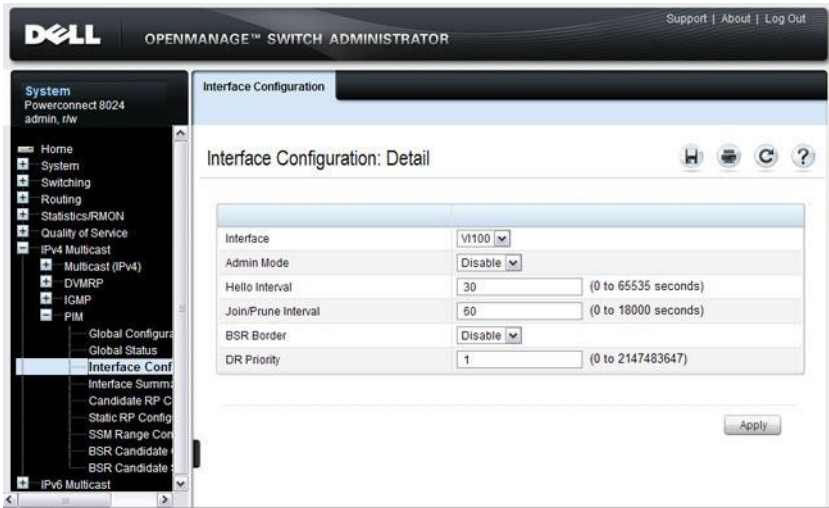 Support | About | Log Out
DELL
OPENMANAGE™ SWITCH ADMINISTRATOR
System
Powerconnect 8024
admin, r/w
Home
System
Switching
Routing
Statistics/RMON
Quality of Service
IPv4 Multicast
Multicast (IPv4)
DVMRP
IGMP
PIM
Global Configura
Global Status
Interface Conf
Interface Summa
Candidate RP C
Static RP Config
SSM Range Con
BSR Candidate
BSR Candidate
IPv6 Multicast
Interface Configuration
Interface Configuration: Detail
?
Interface VI100
Admin Mode Disable
Hello Interval 30 (0 to 65535 seconds)
Join/Prune Interval 60 (0 to 18000 seconds)
BSR Border Disable
DR Priority 1 (0 to 2147483647)
Apply